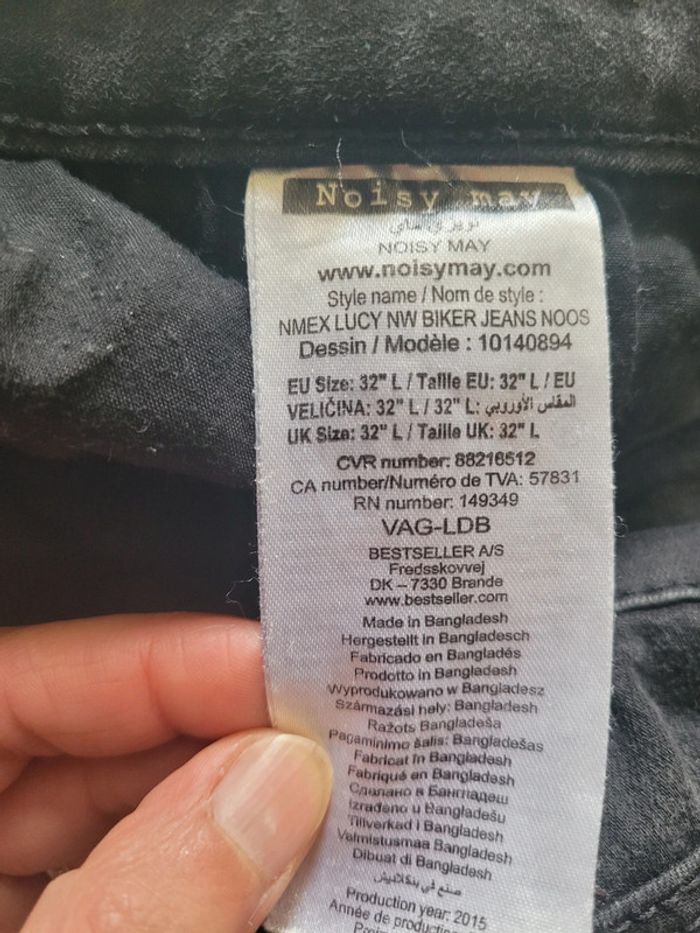 Noisy may
نويزي ماي
NOISY MAY
www.noisymay.com
Style name / Nom de style :
NMEX LUCY NW BIKER JEANS NOOS
Dessin / Modèle : 10140894
EU Size: 32" L / Taille EU: 32" L / EU
VELIČINA: 32" L / 32" L: المقاس الأوروبي
UK Size: 32" L / Taille UK: 32" L
CVR number: 88216512
CA number/Numéro de TVA: 57831
RN number: 149349
VAG-LDB
BESTSELLER A/S
Fredsskovvej
DK – 7330 Brande
www.bestseller.com
Made in Bangladesh
Hergestellt in Bangladesch
Fabricado en Bangladés
Prodotto in Bangladesh
Wyprodukowano w Bangladesz
Származási hely: Bangladesh
Ražots Bangladeša
Pagaminimo šalis: Bangladešas
Fabricat în Bangladesh
Fabriqué en Bangladesh
Сделано в Бангладеш
Izrađeno u Bangladešu
Tillverkad i Bangladesh
Valmistusmaa Bangladesh
Dibuat di Bangladesh
صنع في بنكلاديش
Production year: 2015
Année de production